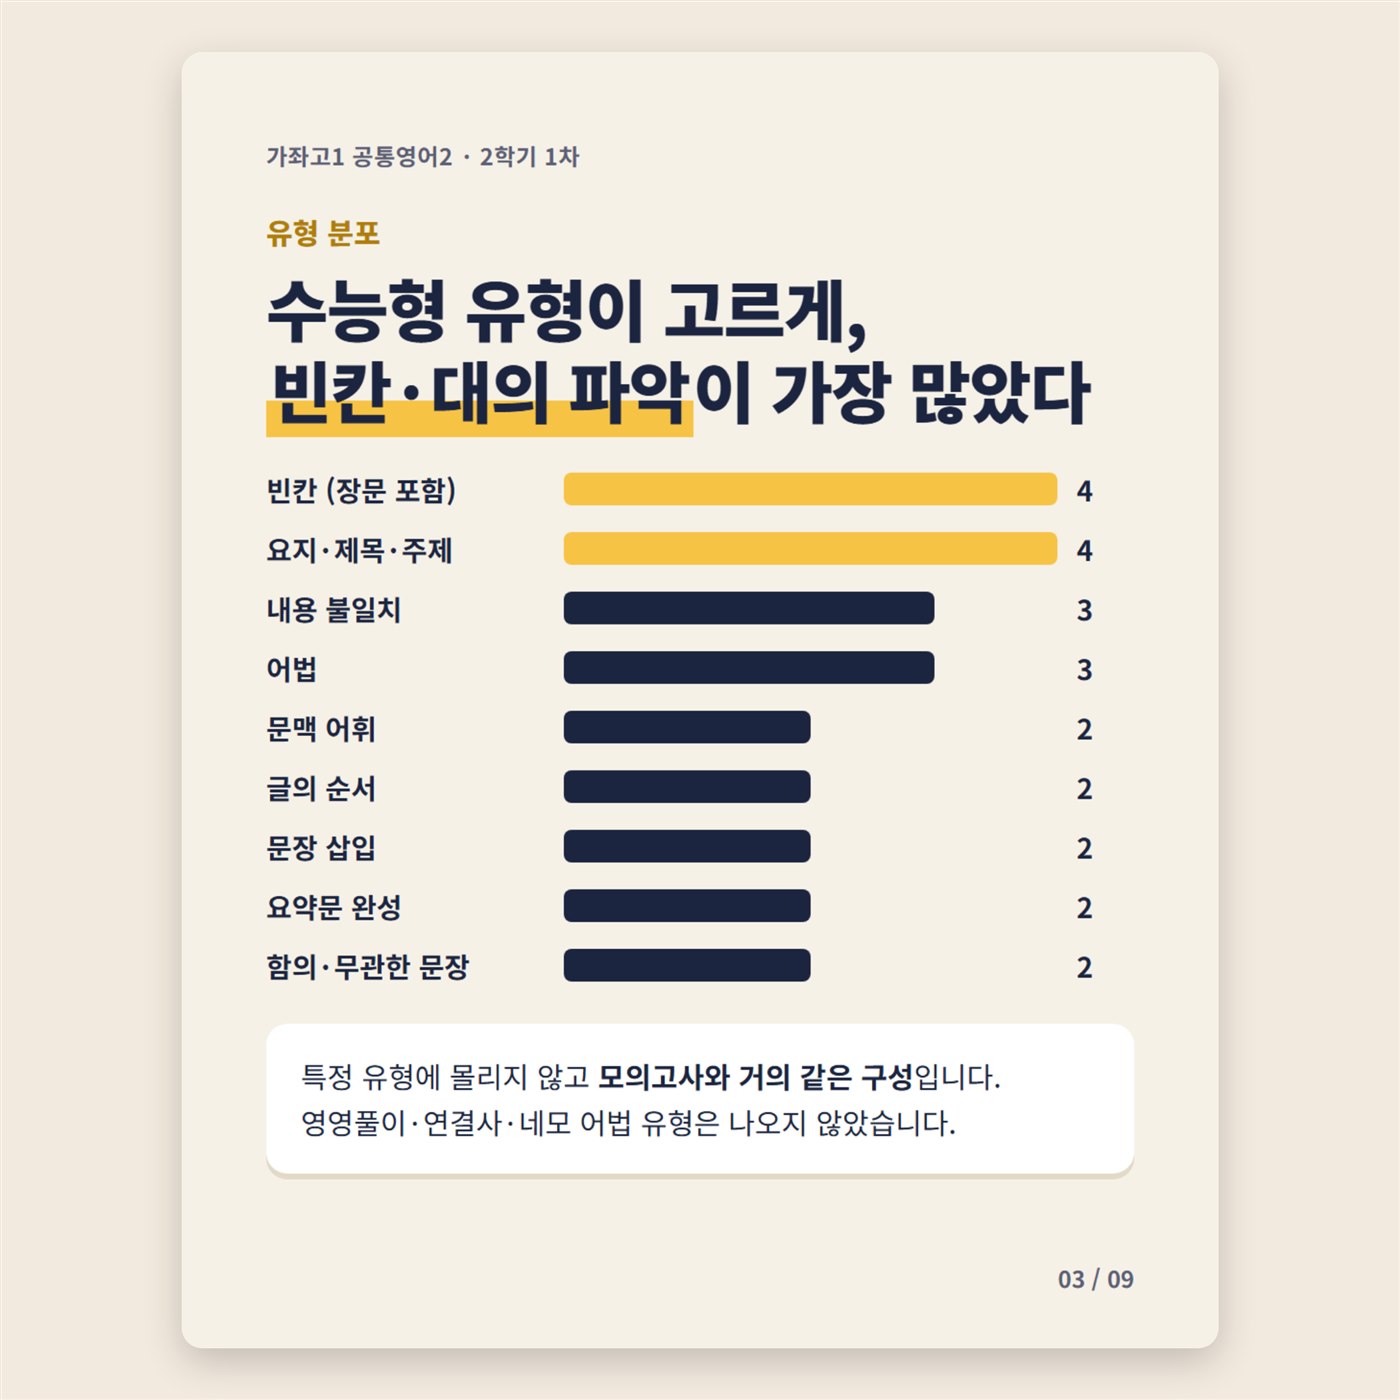 가좌고1 공통영어2 · 2학기 1차
유형 분포
수능형 유형이 고르게,
빈칸·대의 파악이 가장 많았다
빈칸 (장문 포함) 4
요지·제목·주제 4
내용 불일치 3
어법 3
문맥 어휘 2
글의 순서 2
문장 삽입 2
요약문 완성 2
함의·무관한 문장 2
특정 유형에 몰리지 않고 모의고사와 거의 같은 구성입니다.
영영풀이·연결사·네모 어법 유형은 나오지 않았습니다.
03 / 09